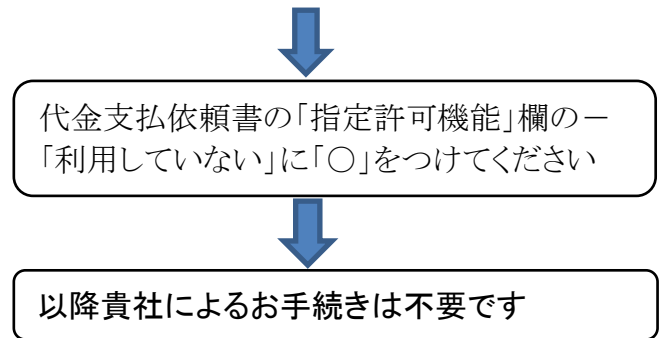 代金支払依頼書の「指定許可機能」欄の－
「利用していない」に「○」をつけてください
以降貴社によるお手続きは不要です